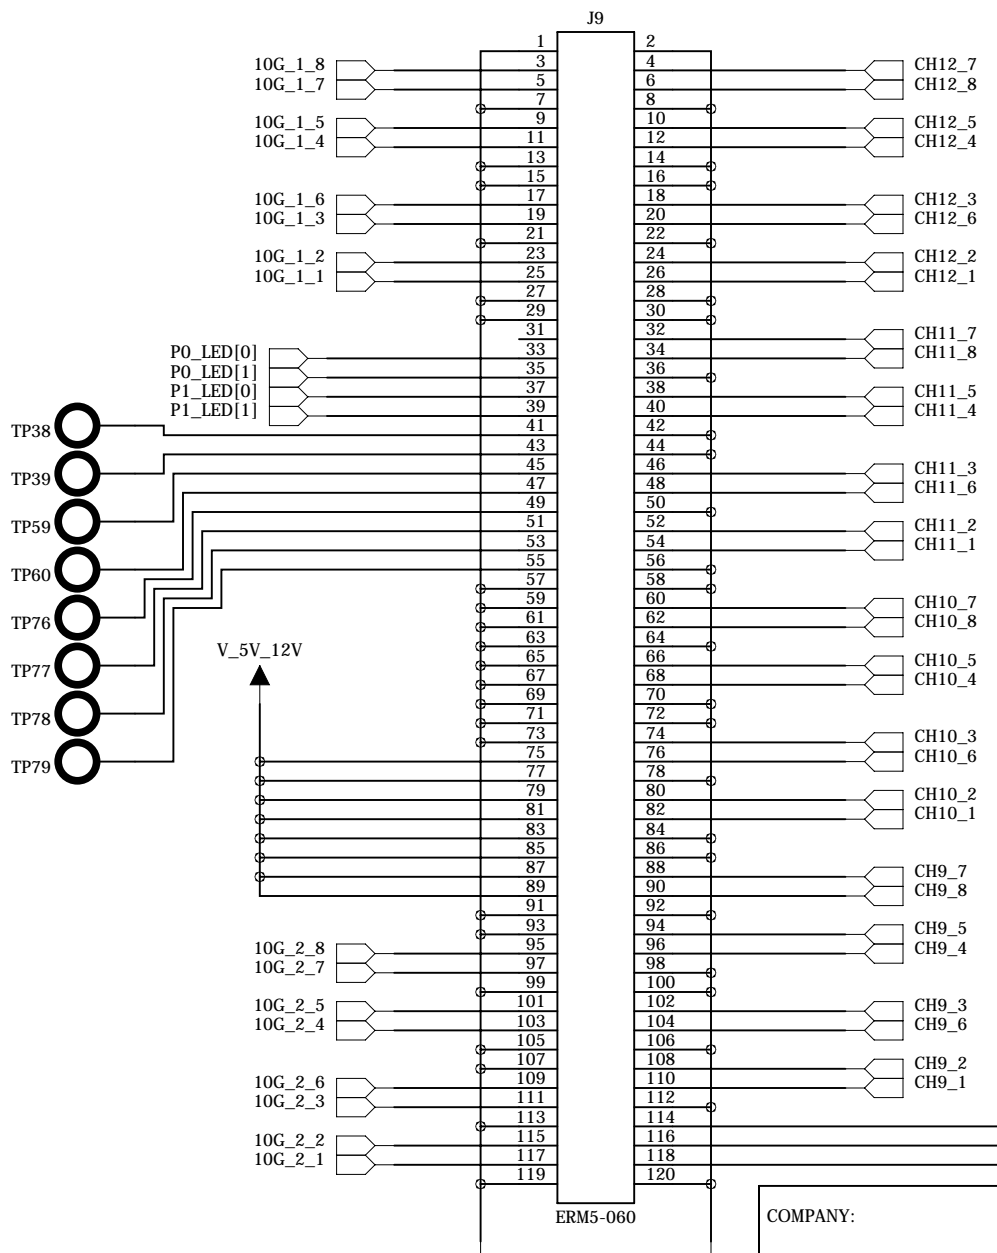 J9
1 2
10G_1_8 3 4 CH12_7
10G_1_7 5 6 CH12_8
7 8
10G_1_5 9 10 CH12_5
10G_1_4 11 12 CH12_4
13 14
15 16
10G_1_6 17 18 CH12_3
10G_1_3 19 20 CH12_6
21 22
10G_1_2 23 24 CH12_2
10G_1_1 25 26 CH12_1
27 28
29 30
31 32 CH11_7
P0_LED[0] 33 34 CH11_8
P0_LED[1] 35 36
P1_LED[0] 37 38 CH11_5
P1_LED[1] 39 40 CH11_4
TP38 41 42
43 44
TP39 45 46 CH11_3
47 48 CH11_6
49 50
TP59 51 52 CH11_2
53 54 CH11_1
TP60 55 56
57 58
59 60 CH10_7
TP76 61 62 CH10_8
63 64
V_5V_12V
TP77 65 66 CH10_5
67 68 CH10_4
69 70
TP78 71 72
73 74 CH10_3
TP79 75 76 CH10_6
77 78
79 80 CH10_2
81 82 CH10_1
83 84
85 86
87 88 CH9_7
89 90 CH9_8
91 92
93 94 CH9_5
10G_2_8 95 96 CH9_4
10G_2_7 97 98
99 100
10G_2_5 101 102 CH9_3
10G_2_4 103 104 CH9_6
105 106
107 108 CH9_2
10G_2_6 109 110 CH9_1
10G_2_3 111 112
113 114
10G_2_2 115 116
10G_2_1 117 118
119 120
ERM5-060
COMPANY: